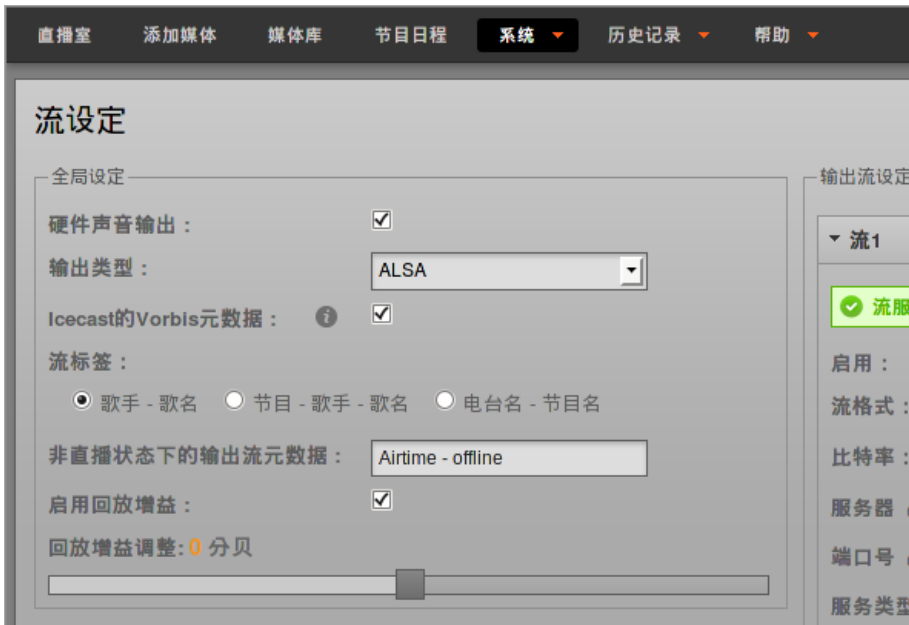 直播室 添加媒体 媒体库 节目日程 系统 历史记录 帮助
流设定
全局设定
硬件声音输出：
输出类型： ALSA
Icecast的Vorbis元数据：
流标签：
歌手 - 歌名 节目 - 歌手 - 歌名 电台名 - 节目名
非直播状态下的输出流元数据： Airtime - offline
启用回放增益：
回放增益调整: 0 分贝
输出流设定
流1
流服
启用：
流格式：
比特率：
服务器
端口号
服务类型